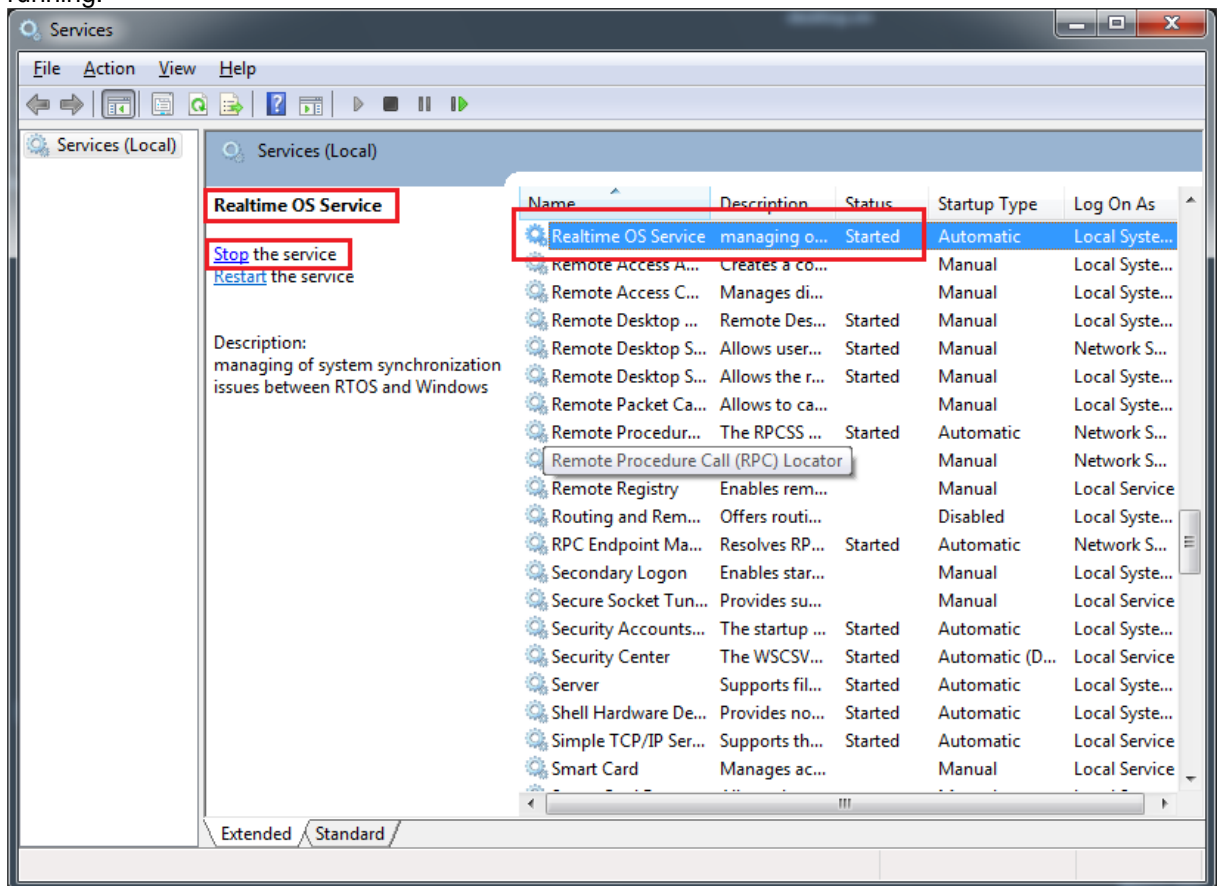 running.
Services
File Action View Help
Services (Local)
Services (Local)
Realtime OS Service
Stop the service
Restart the service
Description:
managing of system synchronization
issues between RTOS and Windows
Name Description Status Startup Type Log On As
Realtime OS Service managing o... Started Automatic Local Syste...
Remote Access A... Creates a co... Manual Local Syste...
Remote Access C... Manages di... Manual Local Syste...
Remote Desktop ... Remote Des... Started Manual Local Syste...
Remote Desktop S... Allows user... Started Manual Network S...
Remote Desktop S... Allows the r... Started Manual Local Syste...
Remote Packet Ca... Allows to ca... Manual Local Syste...
Remote Procedur... The RPCSS ... Started Automatic Network S...
Remote Procedure Call (RPC) Locator Manual Network S...
Remote Registry Enables rem... Manual Local Service
Routing and Rem... Offers routi... Disabled Local Syste...
RPC Endpoint Ma... Resolves RP... Started Automatic Network S...
Secondary Logon Enables star... Manual Local Syste...
Secure Socket Tun... Provides su... Manual Local Service
Security Accounts... The startup ... Started Automatic Local Syste...
Security Center The WSCSV... Started Automatic (D... Local Service
Server Supports fil... Started Automatic Local Syste...
Shell Hardware De... Provides no... Started Automatic Local Syste...
Simple TCP/IP Ser... Supports th... Started Automatic Local Service
Smart Card Manages ac... Manual Local Service
Extended Standard